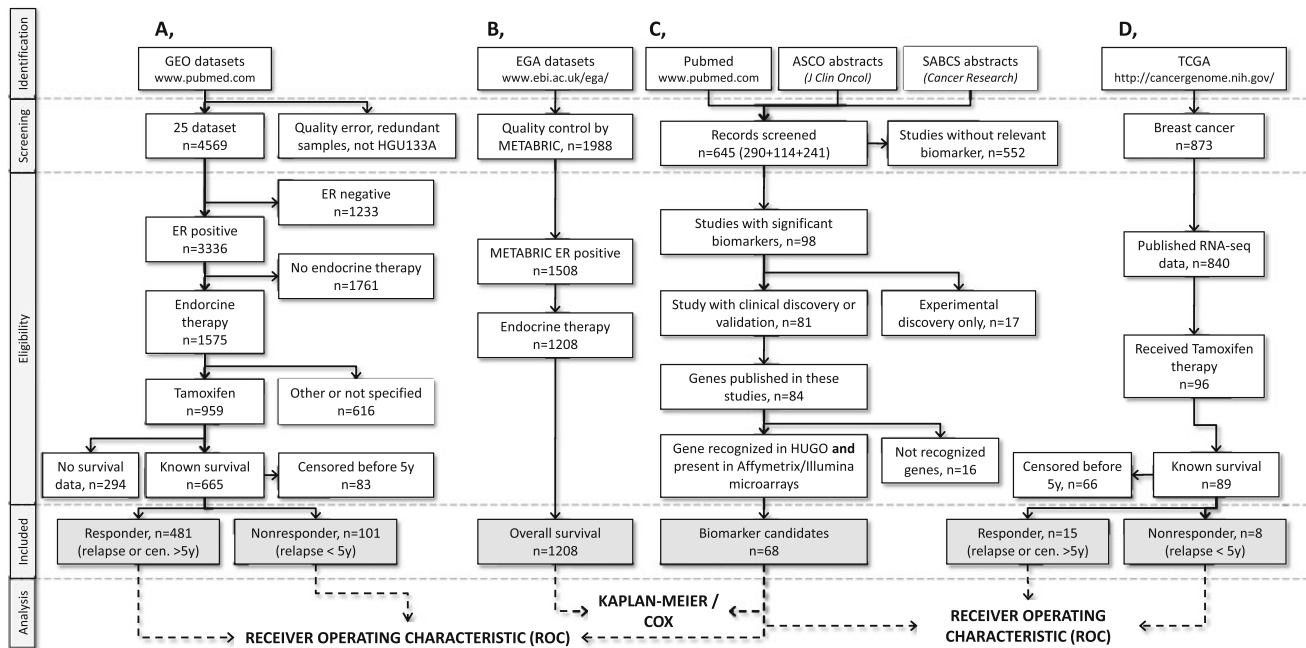 Identification
Screening
Eligibility
Included
Analysis
A,
GEO datasets
www.pubmed.com
25 dataset
n=4569
Quality error, redundant
samples, not HGU133A
ER negative
n=1233
ER positive
n=3336
No endocrine therapy
n=1761
Endorcine
therapy
n=1575
Tamoxifen
n=959
Other or not specified
n=616
No survival
data, n=294
Known survival
n=665
Censored before 5y
n=83
Responder, n=481
(relapse or cen. >5y)
Nonresponder, n=101
(relapse < 5y)
B,
EGA datasets
www.ebi.ac.uk/ega/
Quality control by
METABRIC, n=1988
METABRIC ER positive
n=1508
Endocrine therapy
n=1208
Overall survival
n=1208
C,
Pubmed
www.pubmed.com
ASCO abstracts
(J Clin Oncol)
SABCS abstracts
(Cancer Research)
Records screened
n=645 (290+114+241)
Studies without relevant
biomarker, n=552
Studies with significant
biomarkers, n=98
Study with clinical discovery or
validation, n=81
Experimental
discovery only, n=17
Genes published in these
studies, n=84
Gene recognized in HUGO and
present in Affymetrix/Illumina
microarrays
Not recognized
genes, n=16
Biomarker candidates
n=68
D,
TCGA
http://cancergenome.nih.gov/
Breast cancer
n=873
Published RNA-seq
data, n=840
Received Tamoxifen
therapy
n=96
Censored before
5y, n=66
Known survival
n=89
Responder, n=15
(relapse or cen. >5y)
Nonresponder, n=8
(relapse < 5y)
KAPLAN-MEIER /
COX
RECEIVER OPERATING CHARACTERISTIC (ROC)
RECEIVER OPERATING
CHARACTERISTIC (ROC)